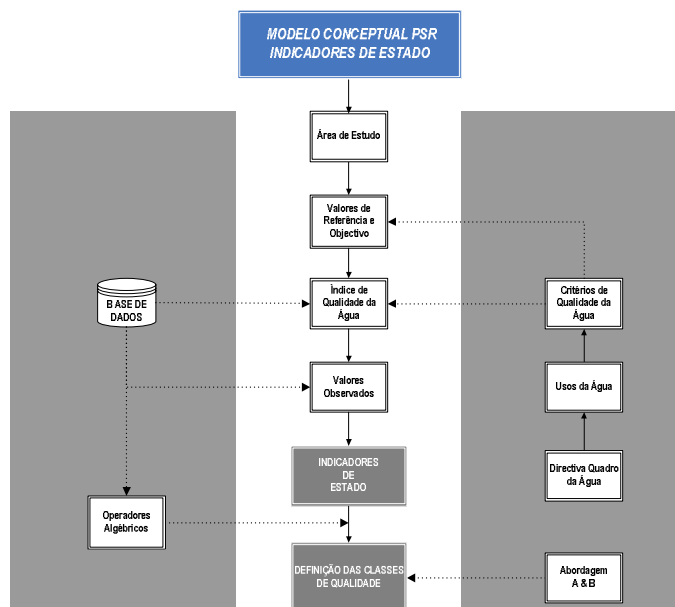 MODELO CONCEPTUAL PSR
INDICADORES DE ESTADO
Área de Estudo
Valores de
Referência e
Objectivo
Índice de
Qualidade da
Água
Critérios de
Qualidade da
Água
BASE DE
DADOS
Valores
Observados
Usos da Água
INDICADORES
DE
ESTADO
Directiva Quadro
da Água
Operadores
Algébricos
DEFINIÇÃO DAS CLASSES
DE QUALIDADE
Abordagem
A & B